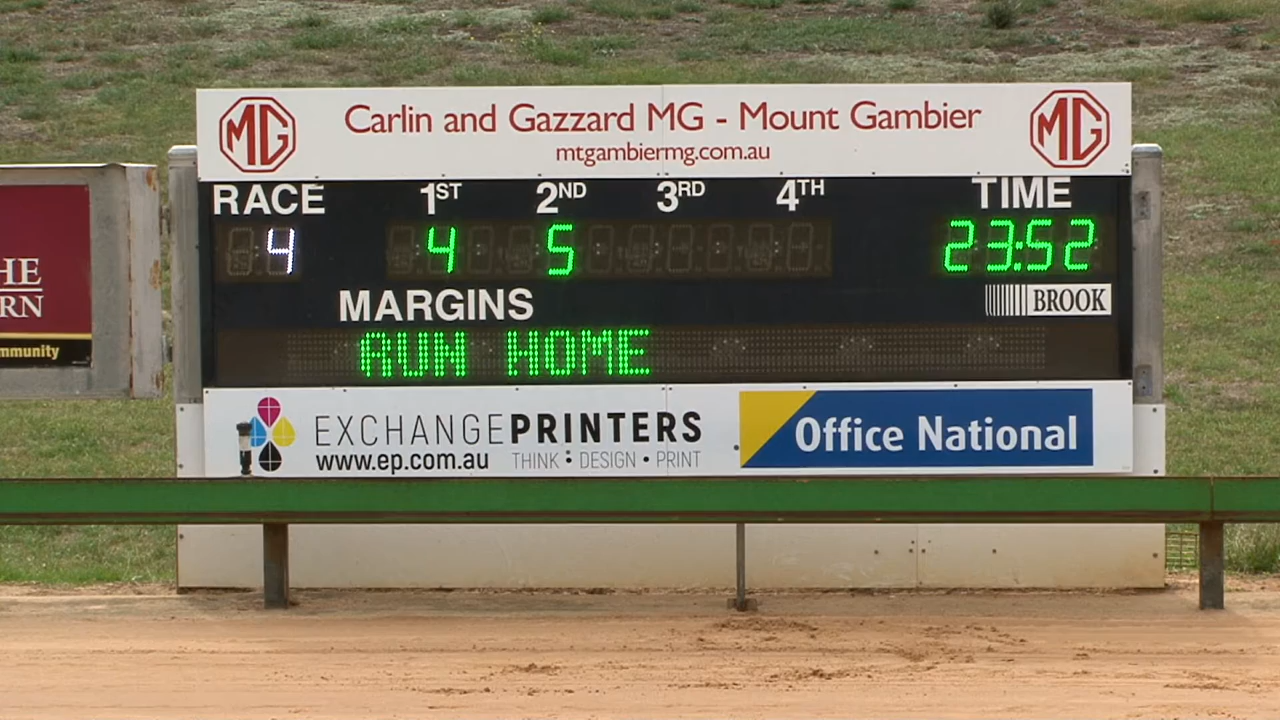 MG Carlin and Gazzard MG - Mount Gambier MG
mtgambiermg.com.au
RACE 1ST 2ND 3RD 4TH TIME
4 4 5 23:52
MARGINS
BROOK
RUN HOME
EXCHANGEPRINTERS
www.ep.com.au THINK • DESIGN • PRINT
Office National
HE
RN
mmunity